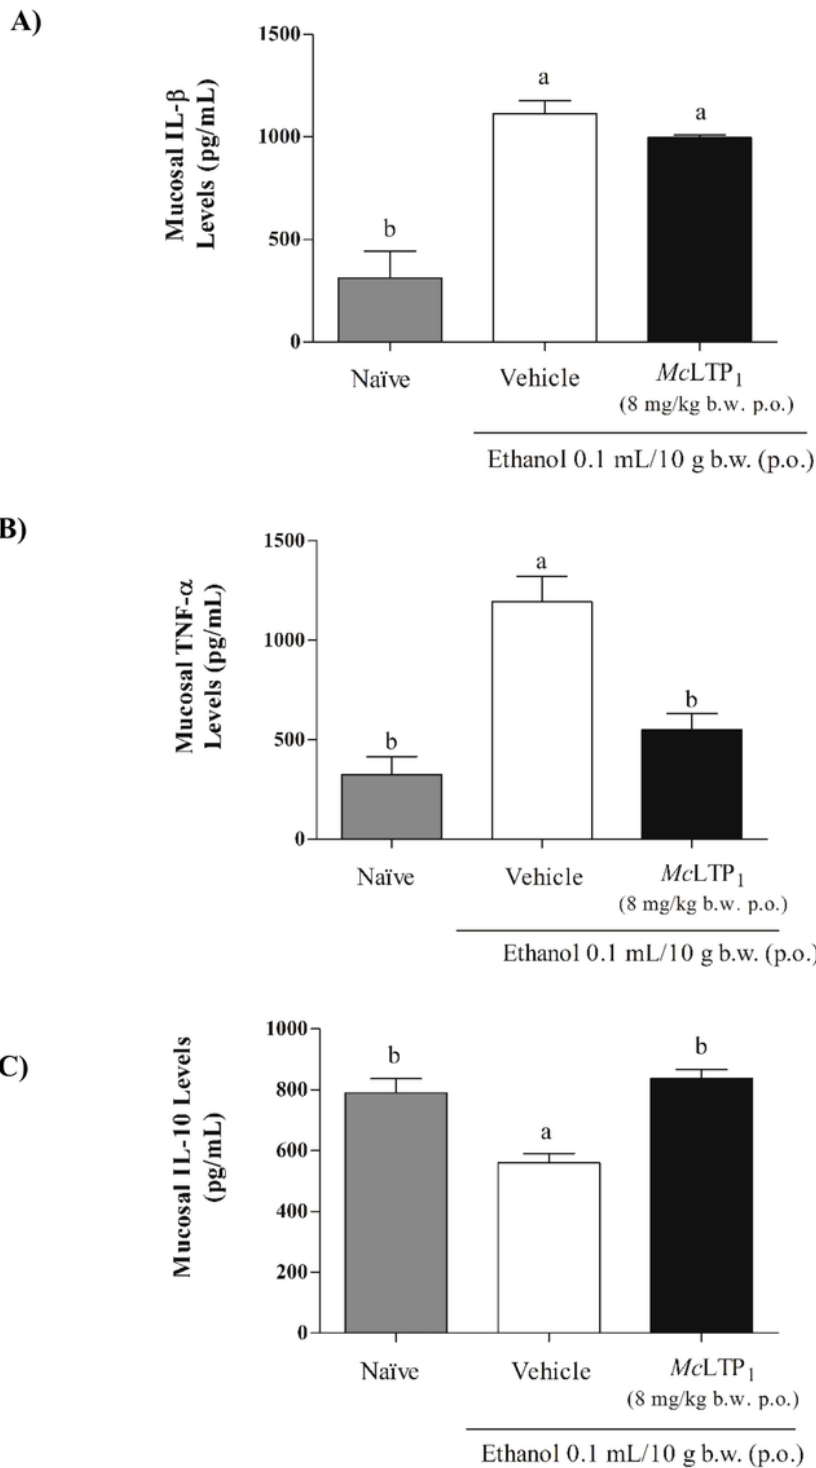 A)
Mucosal IL-β
Levels (pg/mL)
1500
1000
500
0
b
a
a
Naïve
Vehicle
McLTP1
(8 mg/kg b.w. p.o.)
Ethanol 0.1 mL/10 g b.w. (p.o.)
B)
Mucosal TNF-α
Levels (pg/mL)
1500
1000
500
0
b
a
b
Naïve
Vehicle
McLTP1
(8 mg/kg b.w. p.o.)
Ethanol 0.1 mL/10 g b.w. (p.o.)
C)
Mucosal IL-10 Levels
(pg/mL)
1000
800
600
400
200
0
b
a
b
Naïve
Vehicle
McLTP1
(8 mg/kg b.w. p.o.)
Ethanol 0.1 mL/10 g b.w. (p.o.)